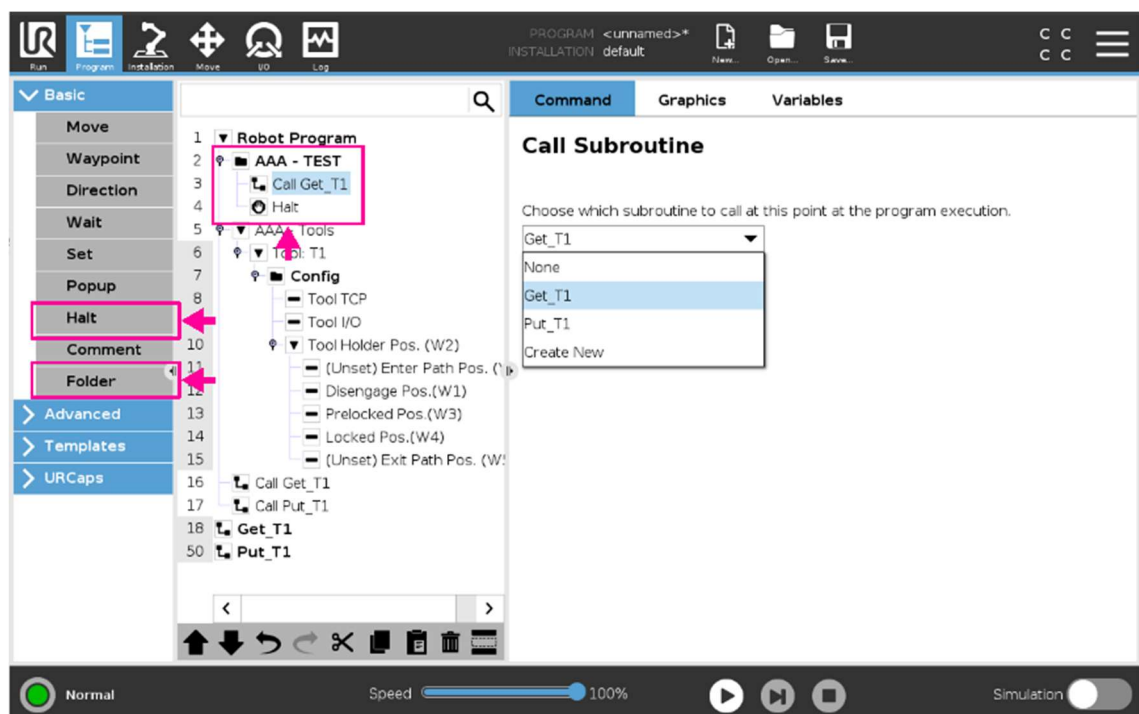 UR
PROGRAM <unnamed>*
INSTALLATION default
Run Program Installation Move I/O Log
New... Open... Save...
C C
C C
Basic
Move
Waypoint
Direction
Wait
Set
Popup
Halt
Comment
Folder
Advanced
Templates
URCaps
1 Robot Program
2 AAA - TEST
3 Call Get_T1
4 Halt
5 AAA - Tools
6 Tool: T1
7 Config
8 Tool TCP
Tool I/O
10 Tool Holder Pos. (W2)
11 (Unset) Enter Path Pos. (
12 Disengage Pos.(W1)
13 Prelocked Pos.(W3)
14 Locked Pos.(W4)
15 (Unset) Exit Path Pos. (W
16 Call Get_T1
17 Call Put_T1
18 Get_T1
50 Put_T1
Command Graphics Variables
Call Subroutine
Choose which subroutine to call at this point at the program execution.
Get_T1
None
Get_T1
Put_T1
Create New
Normal
Speed 100%
Simulation